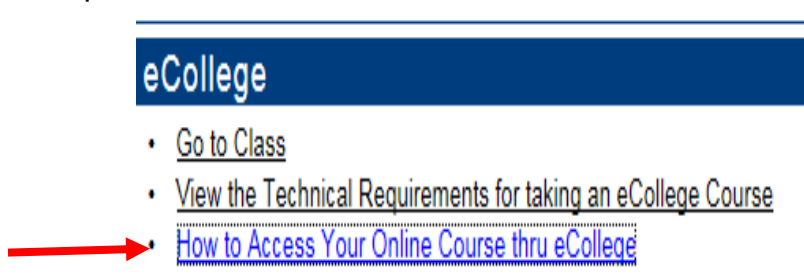 eCollege
• Go to Class
• View the Technical Requirements for taking an eCollege Course
• How to Access Your Online Course thru eCollege